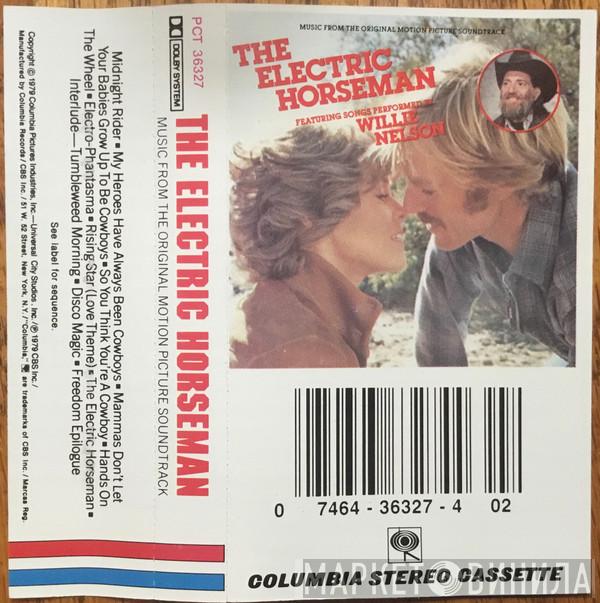 MUSIC FROM THE ORIGINAL MOTION PICTURE SOUNDTRACK
THE
ELECTRIC
HORSEMAN
FEATURING SONGS PERFORMED BY
WILLIE
NELSON
0 7464 - 36327 - 4 02
COLUMBIA STEREO CASSETTE
МАРКЕТ ВИНИЛА
PCT 36327
DOLBY SYSTEM
THE ELECTRIC HORSEMAN
MUSIC FROM THE ORIGINAL MOTION PICTURE SOUNDTRACK
Midnight Rider ▪ My Heroes Have Always Been Cowboys ▪ Mammas Don't Let
Your Babies Grow Up To Be Cowboys ▪ So You Think You're A Cowboy ▪ Hands On
The Wheel ▪ Electro-Phantasma ▪ Rising Star (Love Theme) ▪ The Electric Horseman ▪
Interlude—Tumbleweed Morning ▪ Disco Magic ▪ Freedom Epilogue
See label for sequence.
Copyright © 1979 Columbia Pictures Industries, Inc.—Universal City Studios, Inc./℗ 1979 CBS Inc./
Manufactured by Columbia Records/CBS Inc./51 W. 52 Street, New York, N.Y./"Columbia," are trademarks of CBS Inc./Marcas Reg.